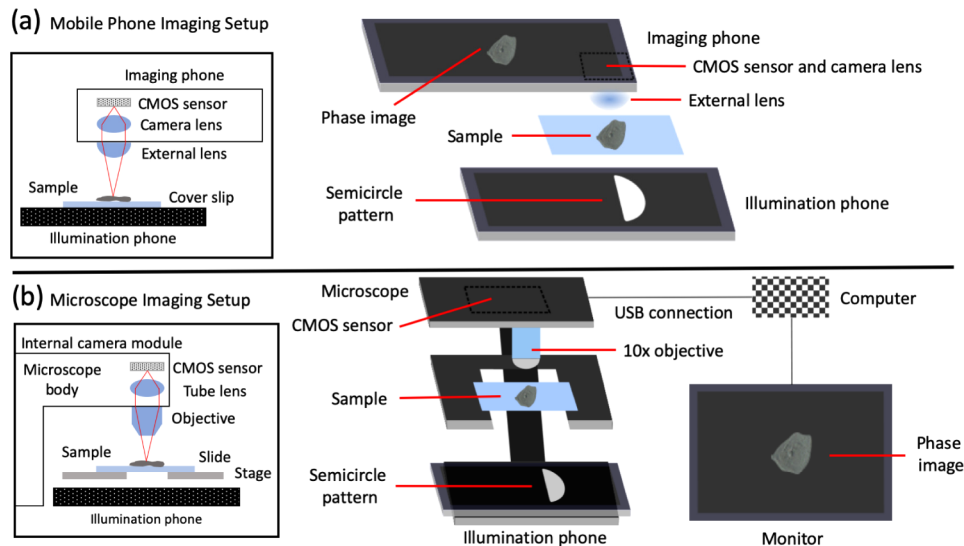 (a) Mobile Phone Imaging Setup
Imaging phone
CMOS sensor
Camera lens
External lens
Sample
Cover slip
Illumination phone
Imaging phone
CMOS sensor and camera lens
Phase image
External lens
Sample
Semicircle
pattern
Illumination phone
(b) Microscope Imaging Setup
Internal camera module
Microscope
body
CMOS sensor
Tube lens
Objective
Sample
Slide
Stage
Illumination phone
Microscope
CMOS sensor
USB connection
Computer
10x objective
Sample
Semicircle
pattern
Illumination phone
Phase
image
Monitor